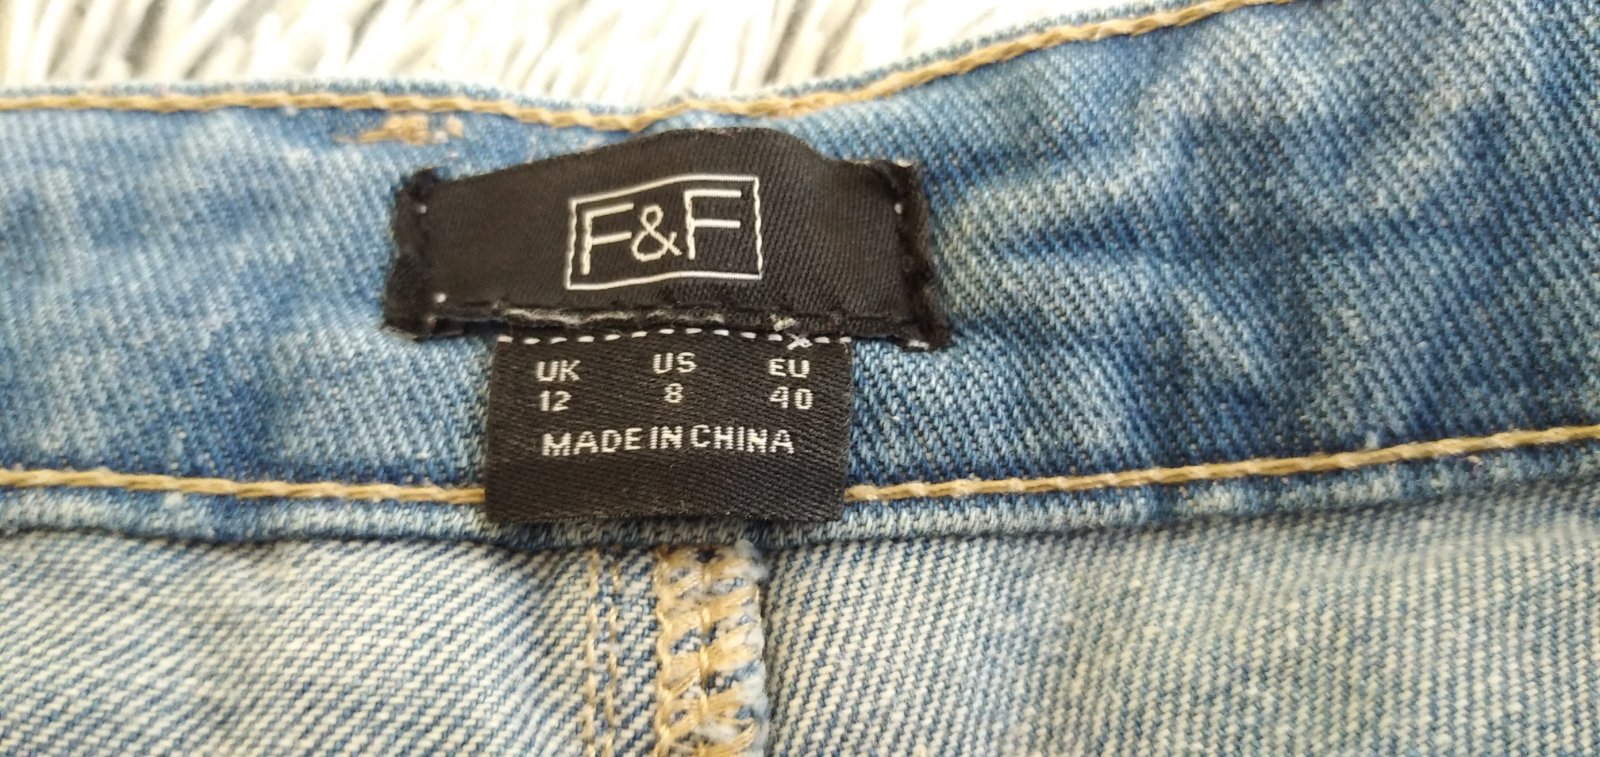 F&F
UK US EU
12 8 40
MADE IN CHINA